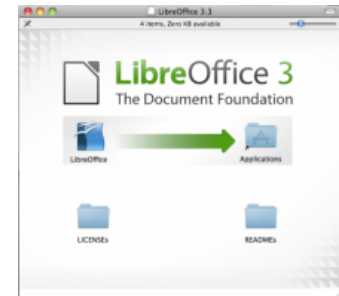 LibreOffice 3.3
4 items, Zero KB available
LibreOffice 3
The Document Foundation
LibreOffice
Applications
LICENSEs
READMEs